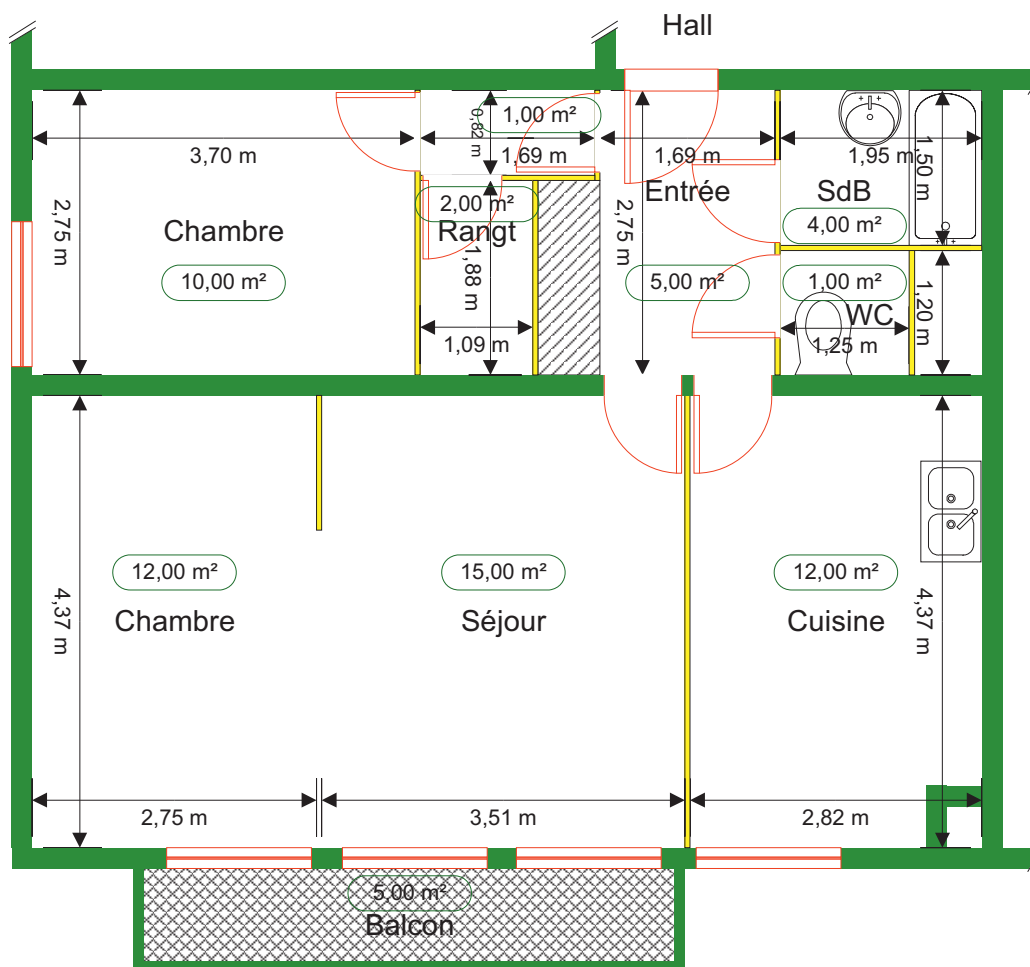 Hall
1,00 m²
0,82 m
3,70 m
1,69 m
1,69 m
1,95 m
1,50 m
2,75 m
Chambre
10,00 m²
2,00 m²
Rangt
1,88 m
1,09 m
2,75 m
Entrée
5,00 m²
SdB
4,00 m²
1,00 m²
WC
1,25 m
1,20 m
4,37 m
12,00 m²
Chambre
15,00 m²
Séjour
12,00 m²
Cuisine
4,37 m
2,75 m
3,51 m
2,82 m
5,00 m²
Balcon